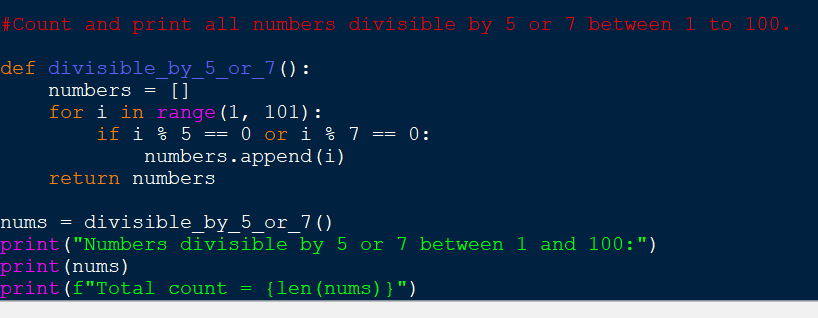 #Count and print all numbers divisible by 5 or 7 between 1 to 100.

def divisible_by_5_or_7():
    numbers = []
    for i in range(1, 101):
        if i % 5 == 0 or i % 7 == 0:
            numbers.append(i)
    return numbers

nums = divisible_by_5_or_7()
print("Numbers divisible by 5 or 7 between 1 and 100:")
print(nums)
print(f"Total count = {len(nums)}")